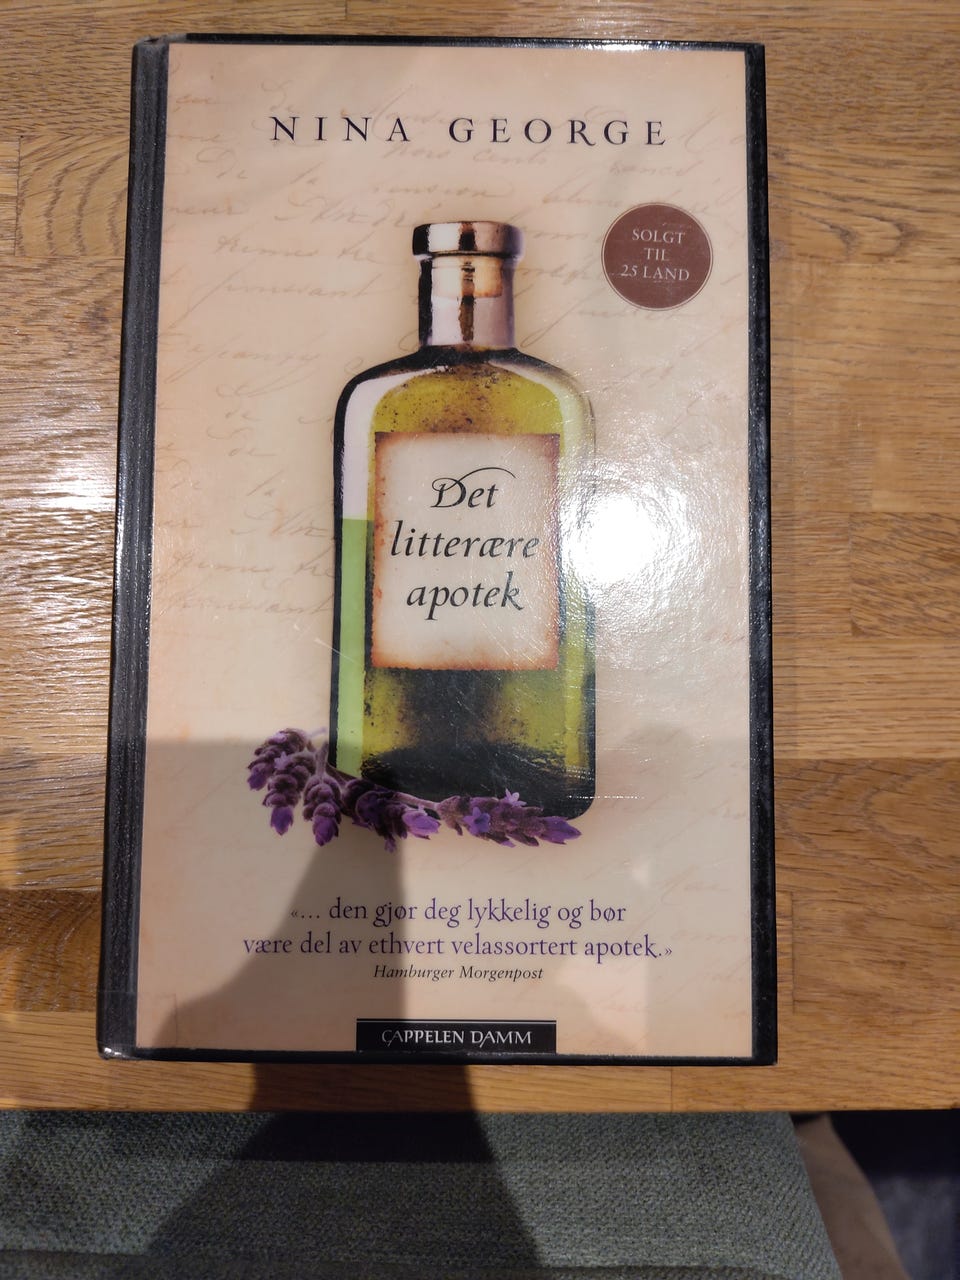 NINA GEORGE
SOLGT
TIL
25 LAND
Det
litterære
apotek
«... den gjør deg lykkelig og bør
være del av ethvert velassortert apotek.»
Hamburger Morgenpost
CAPPELEN DAMM